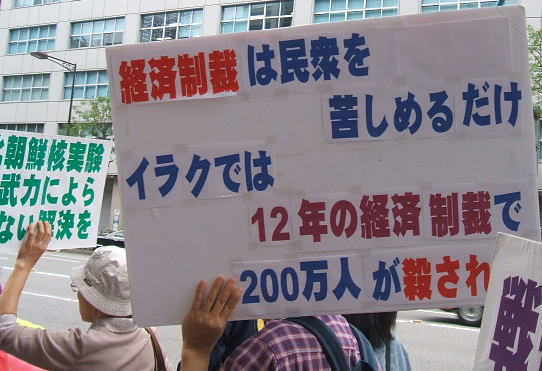 経済制裁は民衆を
苦しめるだけ
イラクでは
12年の経済制裁で
200万人が殺され
朝鮮核実験
武力によら
ない解決を
戦